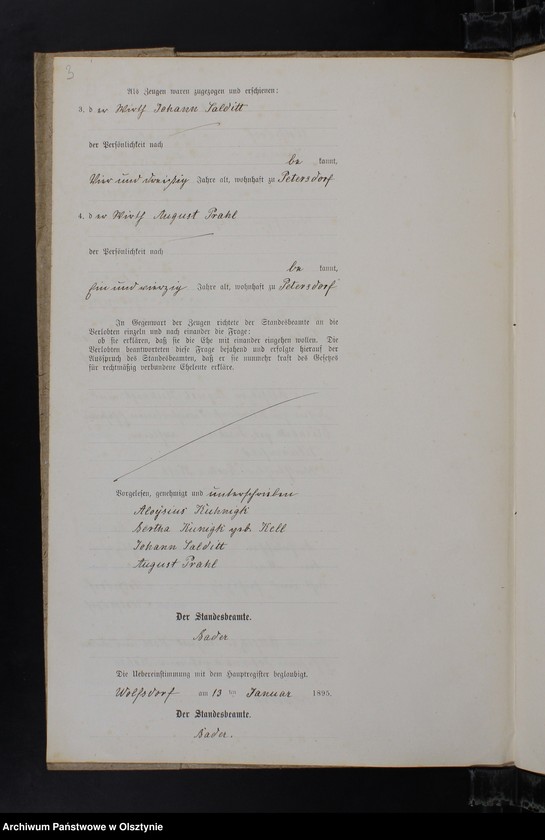 3
Als Zeugen waren zugezogen und erschienen:
3. d er Wirth Johann Salditt
der Persönlichkeit nach
be kannt,
Vier und dreißig Jahre alt, wohnhaft zu Petersdorf
4. d er Wirth August Prahl
der Persönlichkeit nach
be kannt,
Ein und vierzig Jahre alt, wohnhaft zu Petersdorf
In Gegenwart der Zeugen richtete der Standesbeamte an die
Verlobten einzeln und nach einander die Frage:
ob sie erklären, daß sie die Ehe mit einander eingehen wollen. Die
Verlobten beantworteten diese Frage bejahend und erfolgte hierauf der
Ausspruch des Standesbeamten, daß er sie nunmehr kraft des Gesetzes
für rechtmäßig verbundene Eheleute erkläre.
Vorgelesen, genehmigt und unterschrieben
Aloysius Kuhnigk
Bertha Kunigk geb. Kell
Johann Salditt
August Prahl
Der Standesbeamte.
Bader
Die Uebereinstimmung mit dem Hauptregister beglaubigt.
Wolfsdorf am 13 ten Januar 1895.
Der Standesbeamte.
Bader.
Archiwum Państwowe w Olsztynie